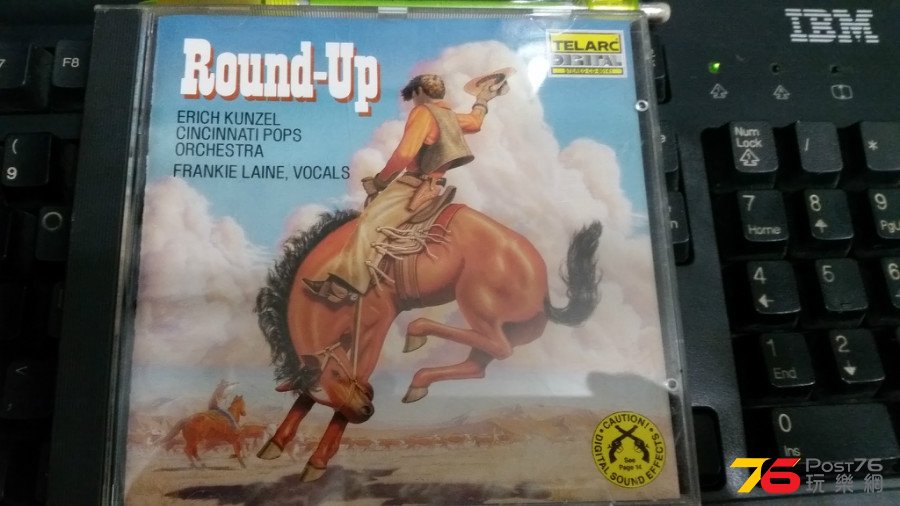 Round-Up
ERICH KUNZEL
CINCINNATI POPS
ORCHESTRA
FRANKIE LAINE, VOCALS
TELARC
DIGITAL
CAUTION!
DIGITAL SOUND EFFECTS
See
Page 14
IBM
F8
7
(
9
Num
Lock
/
*
7
Home
8
9
4
5
6
1
End
2
0
Ins
<
76 Post76
玩樂網